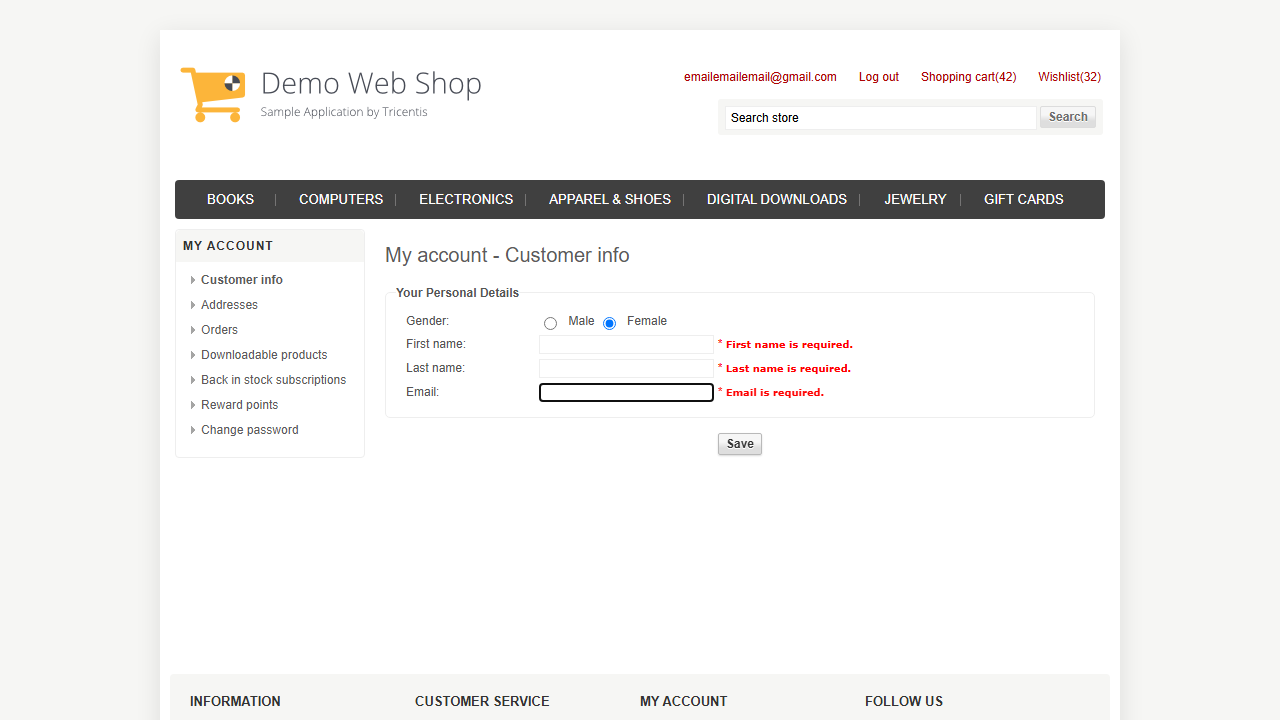 Demo Web Shop
Sample Application by Tricentis
emailemailemail@gmail.com Log out Shopping cart(42) Wishlist(32)
Search store Search
BOOKS COMPUTERS ELECTRONICS APPAREL & SHOES DIGITAL DOWNLOADS JEWELRY GIFT CARDS
MY ACCOUNT
Customer info
Addresses
Orders
Downloadable products
Back in stock subscriptions
Reward points
Change password
My account - Customer info
Your Personal Details
Gender: Male Female
First name: * First name is required.
Last name: * Last name is required.
Email: * Email is required.
Save
INFORMATION CUSTOMER SERVICE MY ACCOUNT FOLLOW US